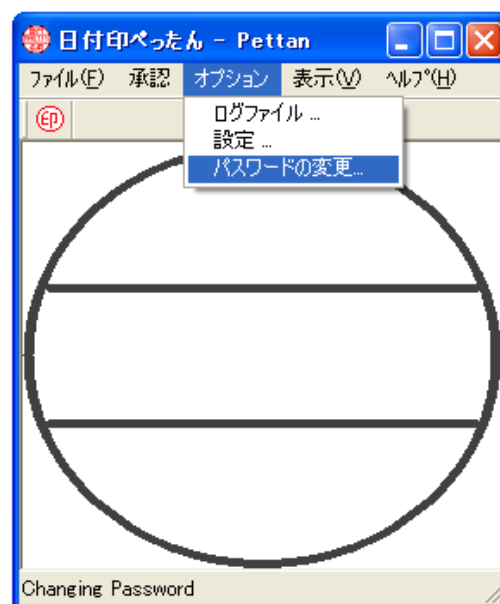 日付印ぺったん - Pettan
ファイル(F) 承認 オプション 表示(V) ヘルプ(H)
印
ログファイル ...
設定 ...
パスワードの変更...
Changing Password